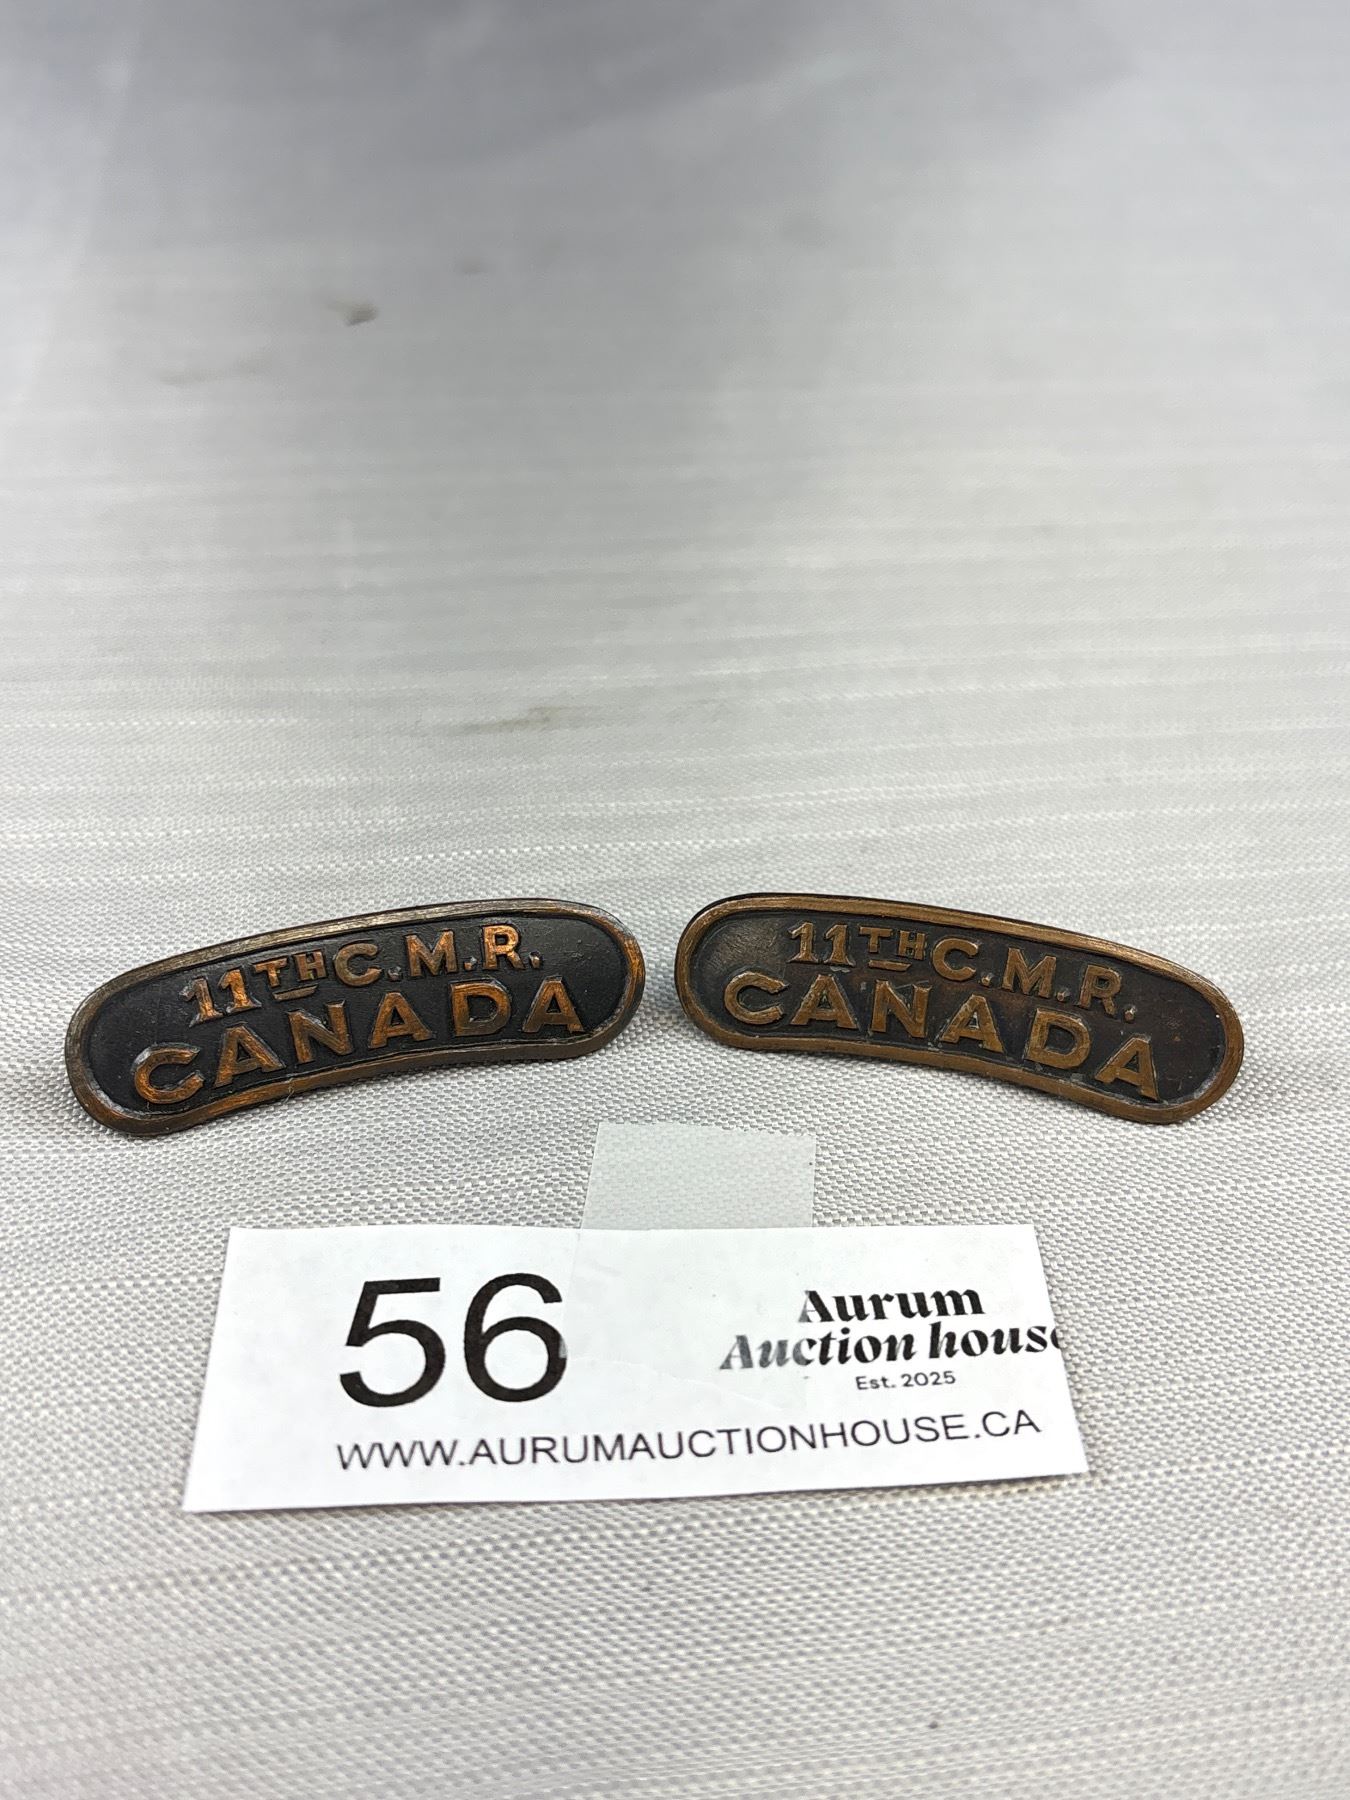 11TH C.M.R.
CANADA
11TH C.M.R.
CANADA
56
Aurum
Auction house
Est. 2025
WWW.AURUMAUCTIONHOUSE.CA